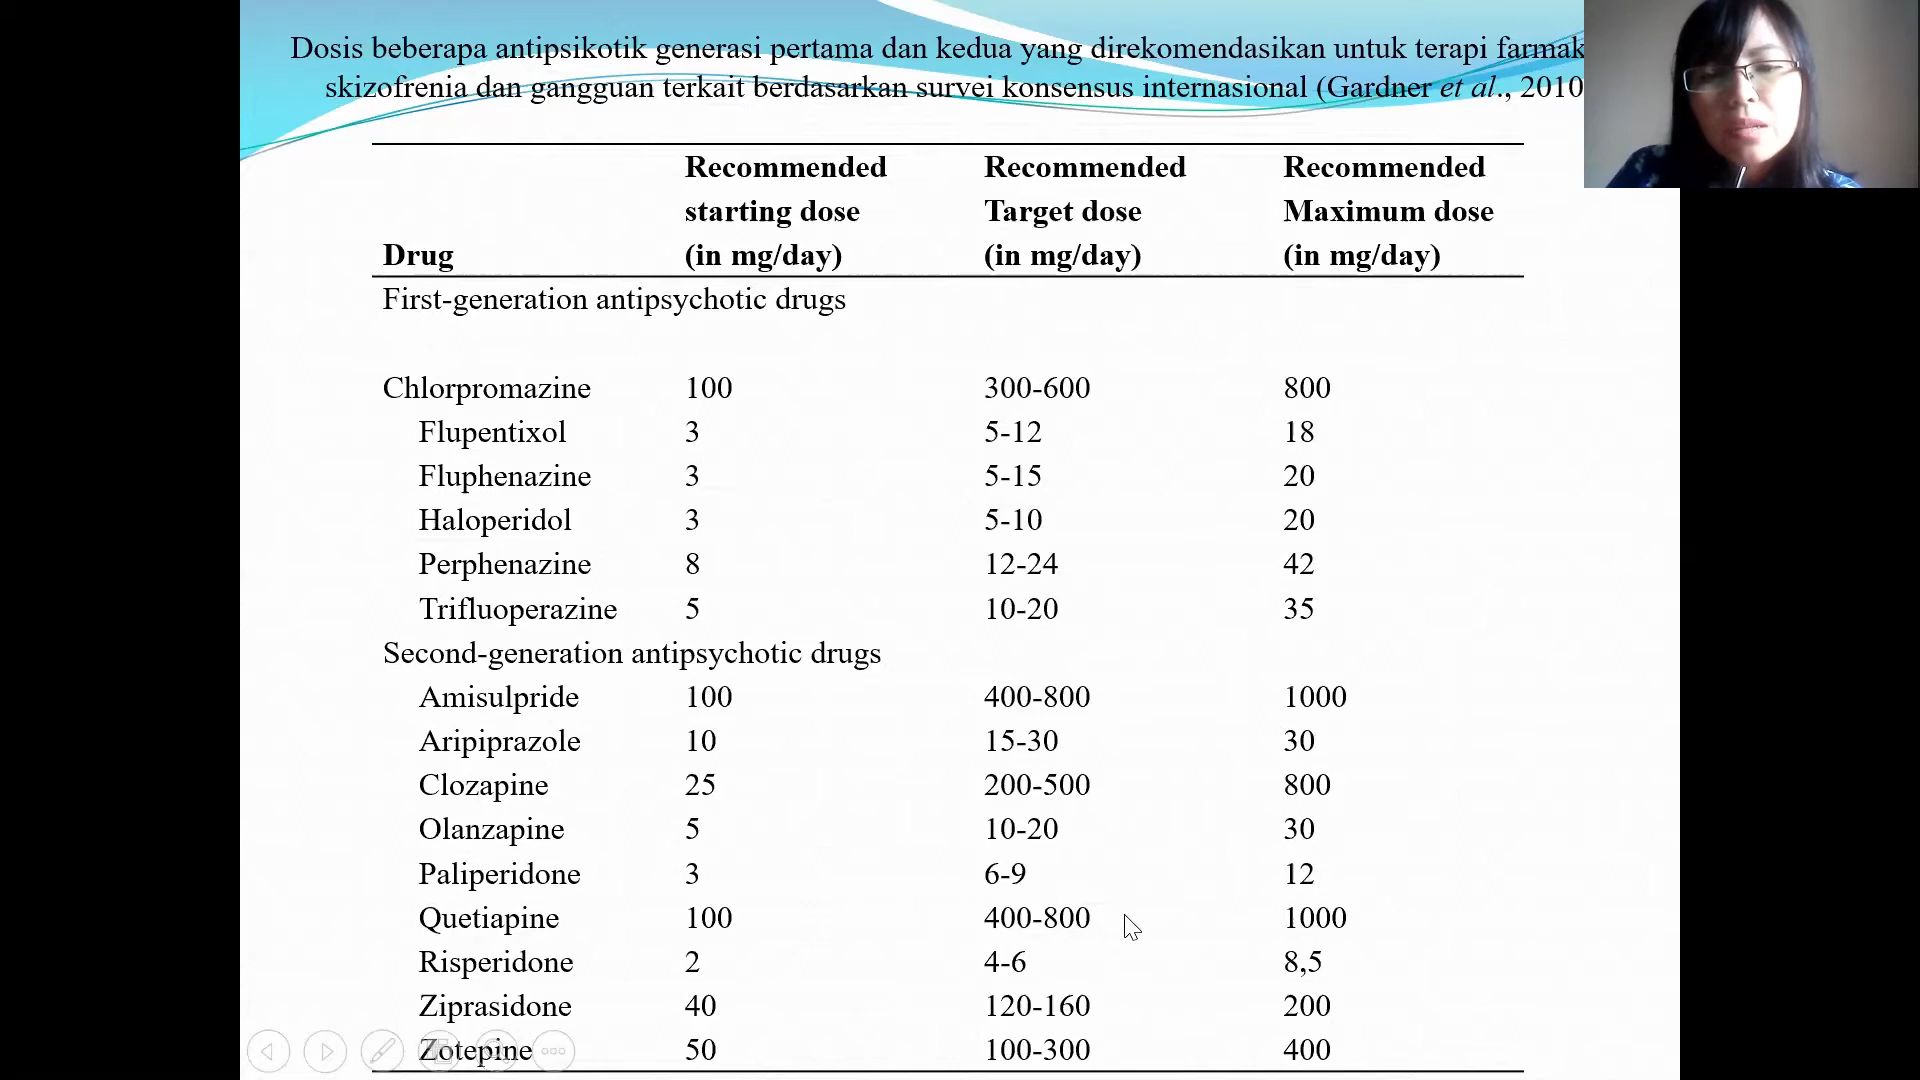 Dosis beberapa antipsikotik generasi pertama dan kedua yang direkomendasikan untuk terapi farmak
skizofrenia dan gangguan terkait berdasarkan survei konsensus internasional (Gardner et al., 2010
Drug Recommended starting dose (in mg/day) Recommended Target dose (in mg/day) Recommended Maximum dose (in mg/day)
First-generation antipsychotic drugs
Chlorpromazine 100 300-600 800
Flupentixol 3 5-12 18
Fluphenazine 3 5-15 20
Haloperidol 3 5-10 20
Perphenazine 8 12-24 42
Trifluoperazine 5 10-20 35
Second-generation antipsychotic drugs
Amisulpride 100 400-800 1000
Aripiprazole 10 15-30 30
Clozapine 25 200-500 800
Olanzapine 5 10-20 30
Paliperidone 3 6-9 12
Quetiapine 100 400-800 1000
Risperidone 2 4-6 8,5
Ziprasidone 40 120-160 200
Zotepine 50 100-300 400